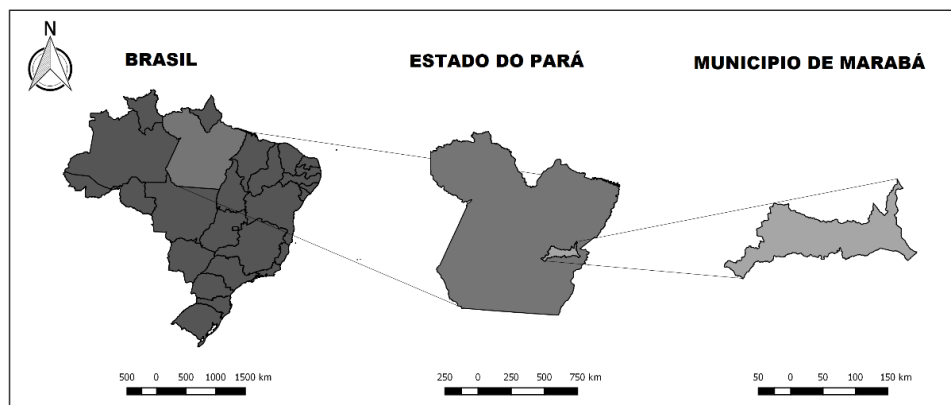 N
BRASIL
ESTADO DO PARÁ
MUNICIPIO DE MARABÁ
500 0 500 1000 1500 km
250 0 250 500 750 km
50 0 50 100 150 km